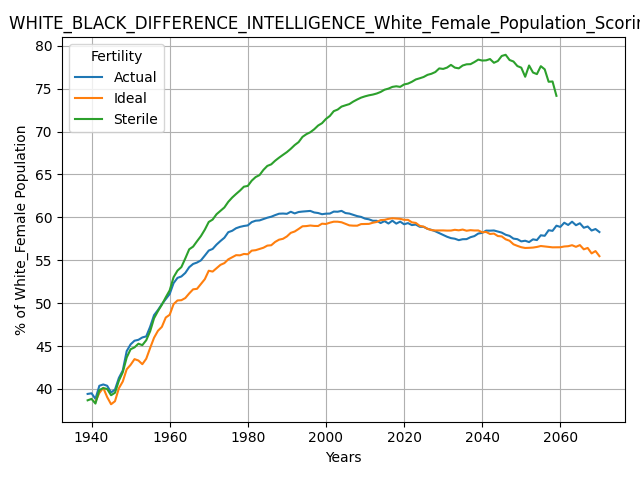 WHITE_BLACK_DIFFERENCE_INTELLIGENCE_White_Female_Population_Scorin
Fertility
Actual
Ideal
Sterile
% of White_Female Population
80
75
70
65
60
55
50
45
40
1940
1960
1980
2000
2020
2040
2060
Years